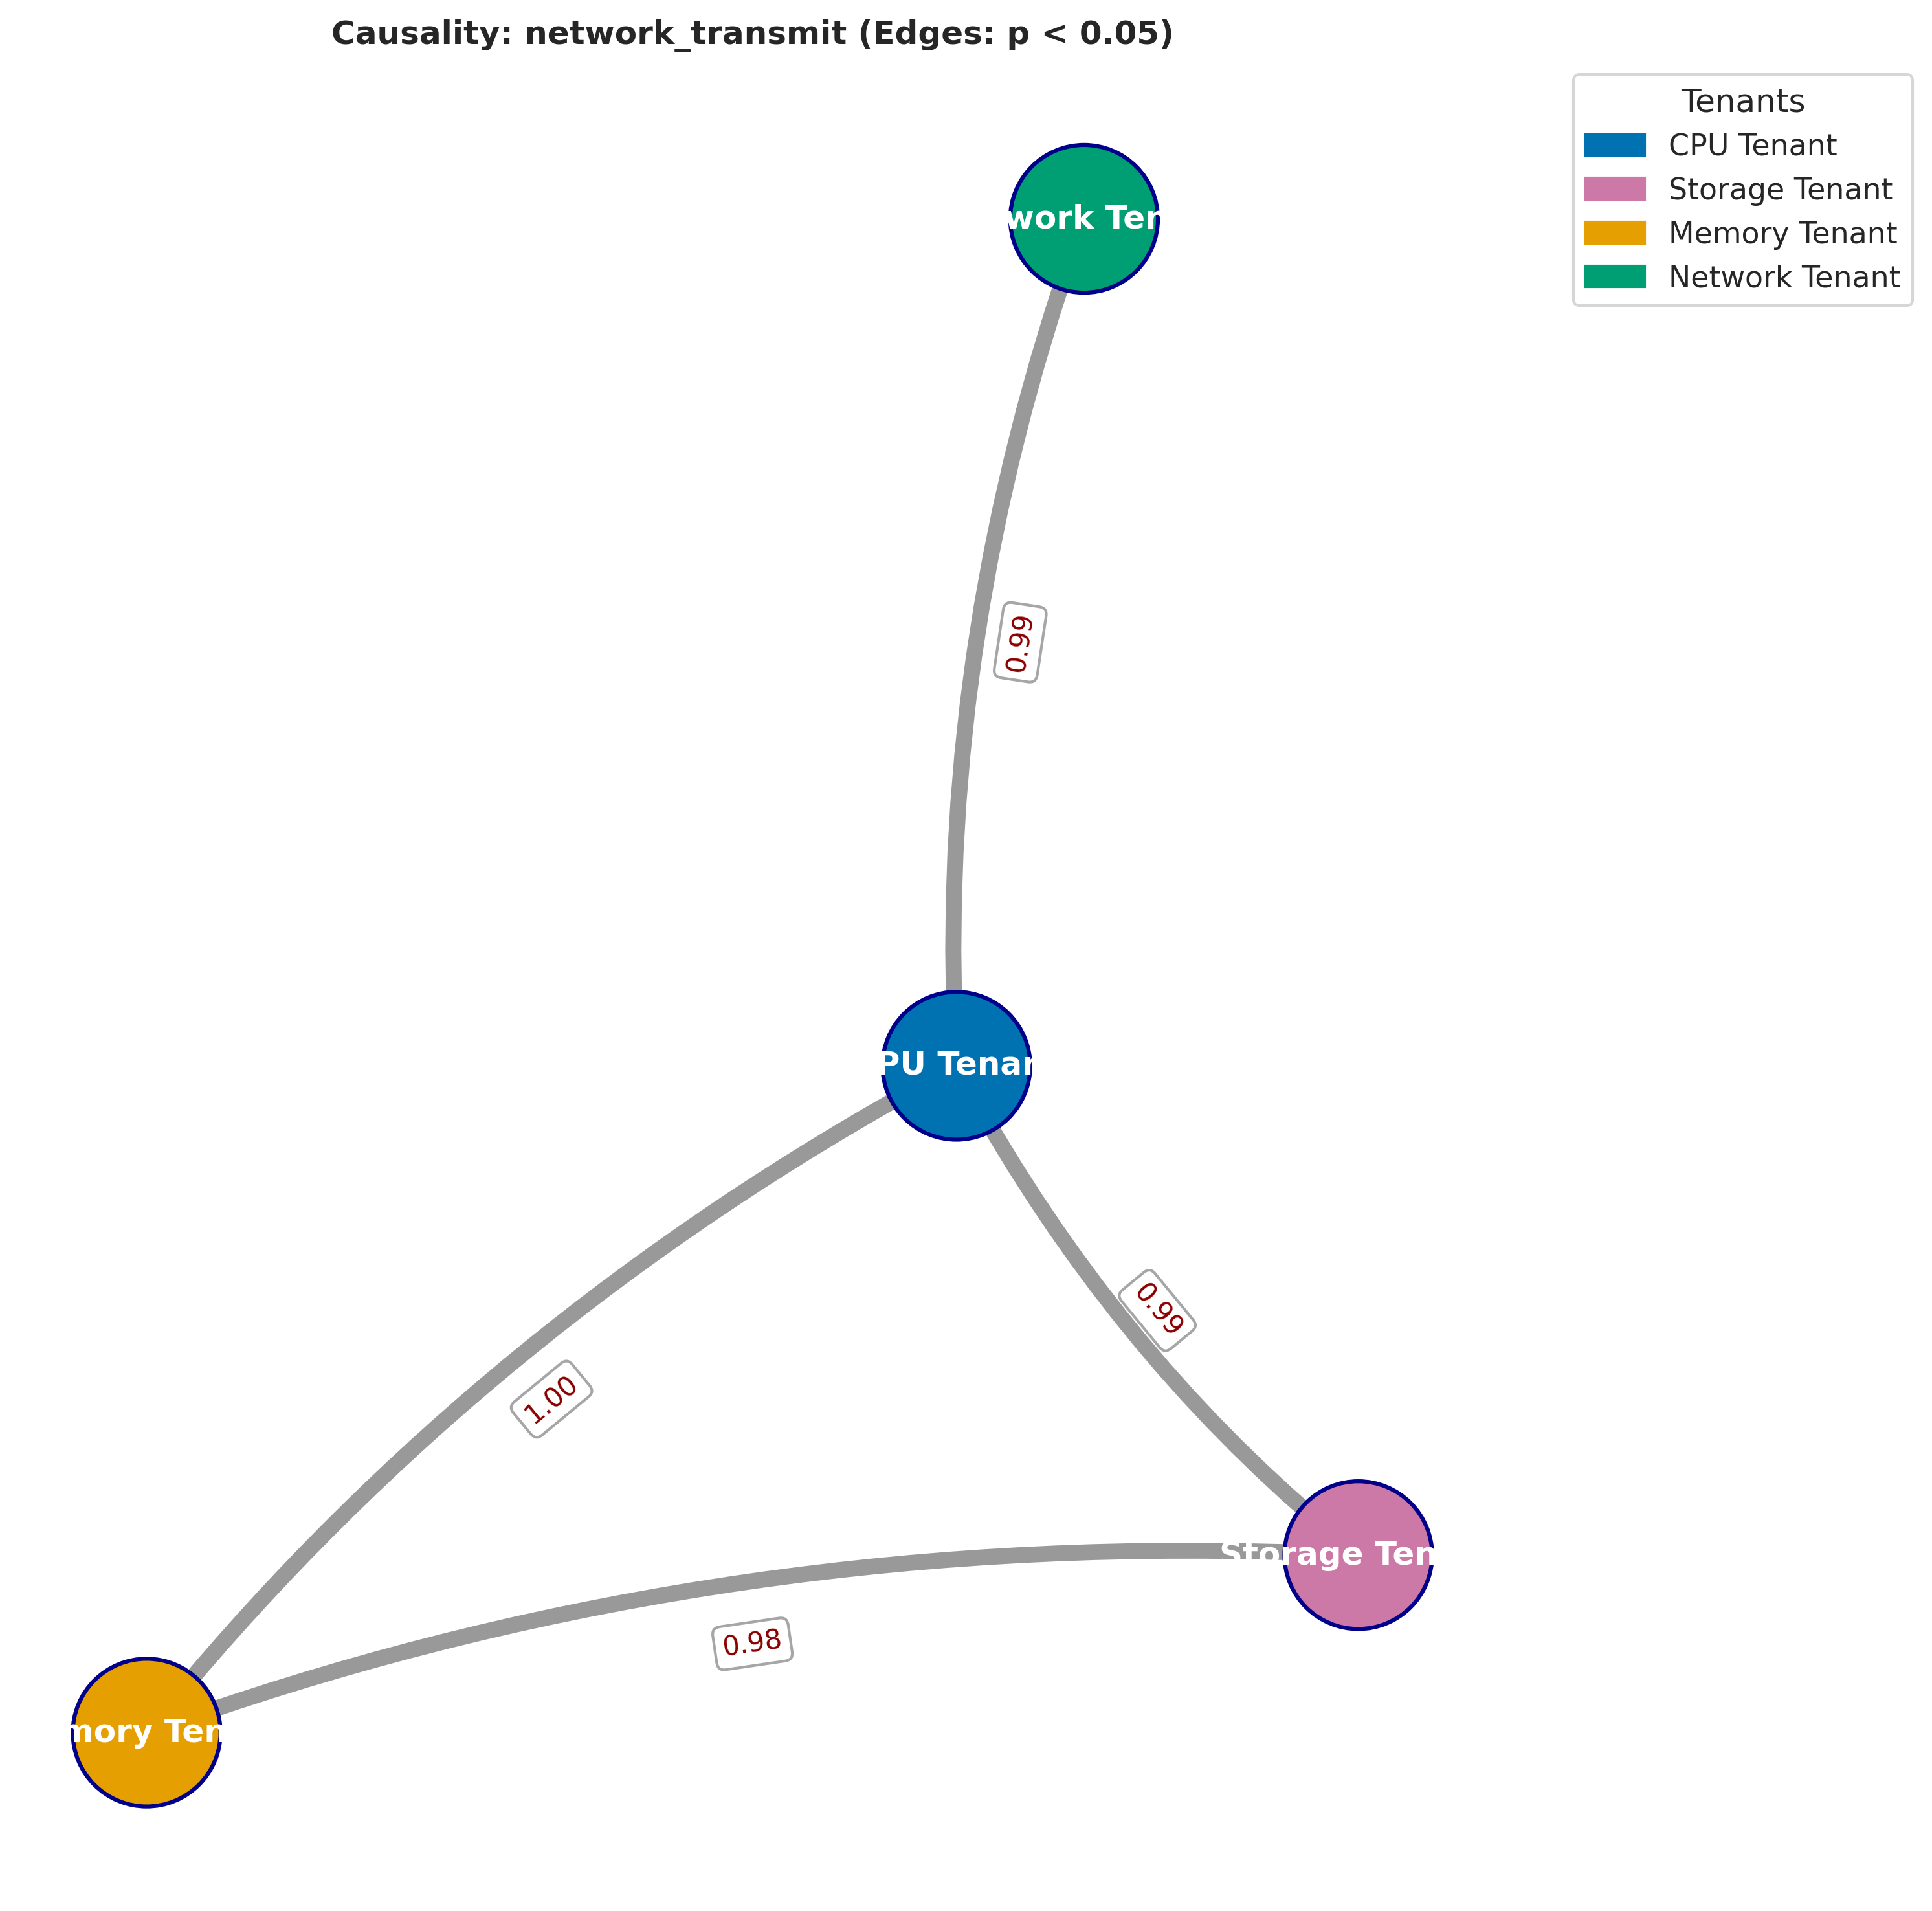 Causality: network_transmit (Edges: p < 0.05)
Tenants
CPU Tenant
Storage Tenant
Memory Tenant
Network Tenant
work Ten
0.99
PU Tenan
0.99
1.00
Storage Ten
0.98
mory Ten